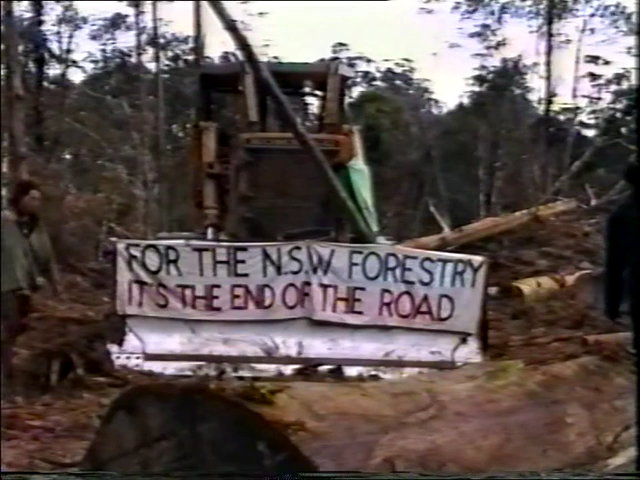 FOR THE N.S.W FORESTRY
IT'S THE END OF THE ROAD